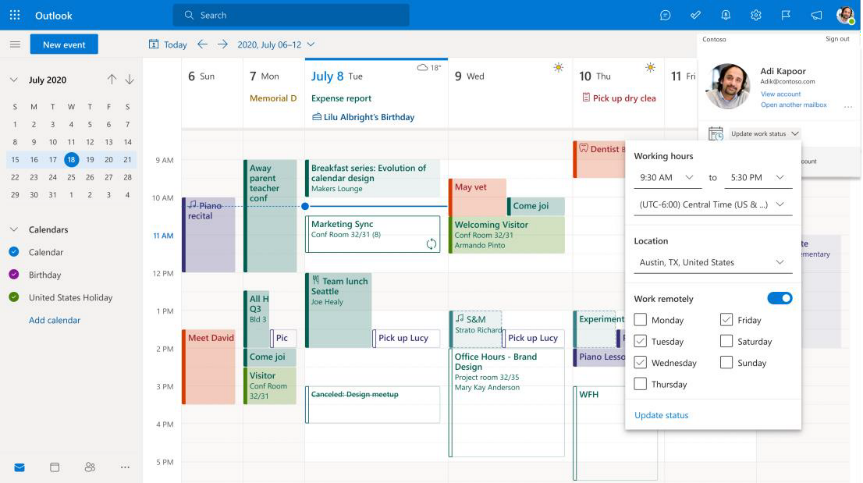 Outlook
Search
New event
Today
2020, July 06–12
Contoso
Sign out
Adi Kapoor
Adik@contoso.com
View account
Open another mailbox
...
Update work status
ount
July 2020
S M T W T F S
1 2 3 4 5 6 7
8 9 10 11 12 13 14
15 16 17 18 19 20 21
22 23 24 25 26 27 28
29 30 31 1 2 3 4
Calendars
Calendar
Birthday
United States Holiday
Add calendar
6 Sun
7 Mon
July 8 Tue
18°
9 Wed
10 Thu
11 Fri
Memorial D
Expense report
Lilu Albright's Birthday
Pick up dry clea
9 AM
10 AM
11 AM
12 PM
1 PM
2 PM
3 PM
4 PM
5 PM
Piano
recital
Meet David
Away
parent
teacher
conf
All H
Q3
Bld 3
Pic
Come joi
Visitor
Conf Room
32/31
Breakfast series: Evolution of
calendar design
Makers Lounge
Marketing Sync
Conf Room 32/31 (8)
Team lunch
Seattle
Joe Healy
Pick up Lucy
Canceled: Design meetup
May vet
Come joi
Welcoming Visitor
Conf Room 32/31
Armando Pinto
S&M
Strato Richard
Pick up Lucy
Office Hours - Brand
Design
Project room 32/35
Mary Kay Anderson
Dentist
Experiment
Piano Lesso
WFH
te
ementary
Working hours
9:30 AM to 5:30 PM
(UTC-6:00) Central Time (US & ...)
Location
Austin, TX, United States
Work remotely
Monday
Friday
Tuesday
Saturday
Wednesday
Sunday
Thursday
Update status